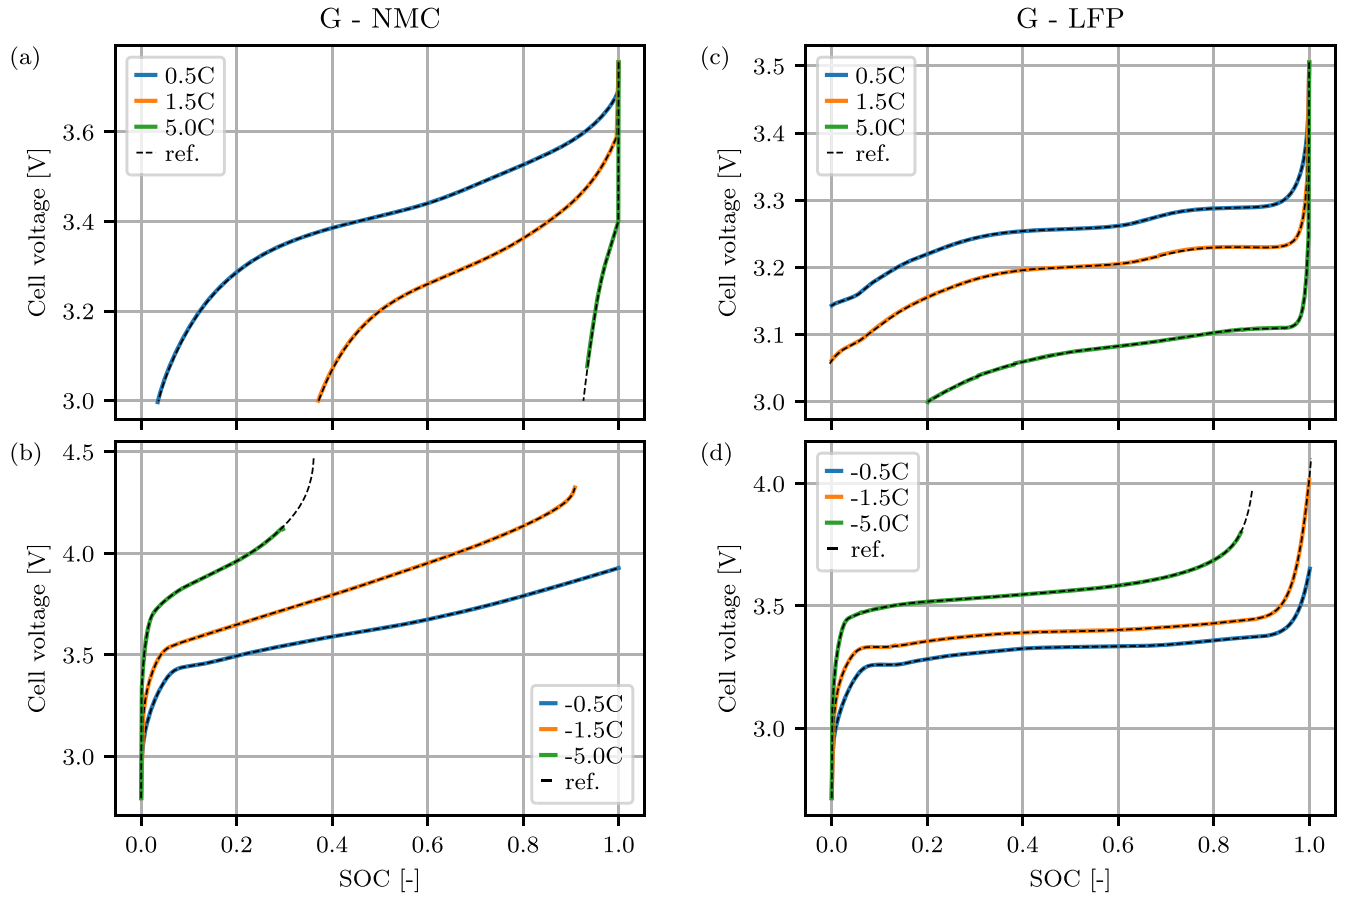 G - NMC
G - LFP
(a)
0.5C
1.5C
5.0C
ref.
Cell voltage [V]
3.6
3.4
3.2
3.0
(c)
0.5C
1.5C
5.0C
ref.
Cell voltage [V]
3.5
3.4
3.3
3.2
3.1
3.0
(b)
-0.5C
-1.5C
-5.0C
ref.
Cell voltage [V]
4.5
4.0
3.5
3.0
0.0 0.2 0.4 0.6 0.8 1.0
SOC [-]
(d)
-0.5C
-1.5C
-5.0C
ref.
Cell voltage [V]
4.0
3.5
3.0
0.0 0.2 0.4 0.6 0.8 1.0
SOC [-]